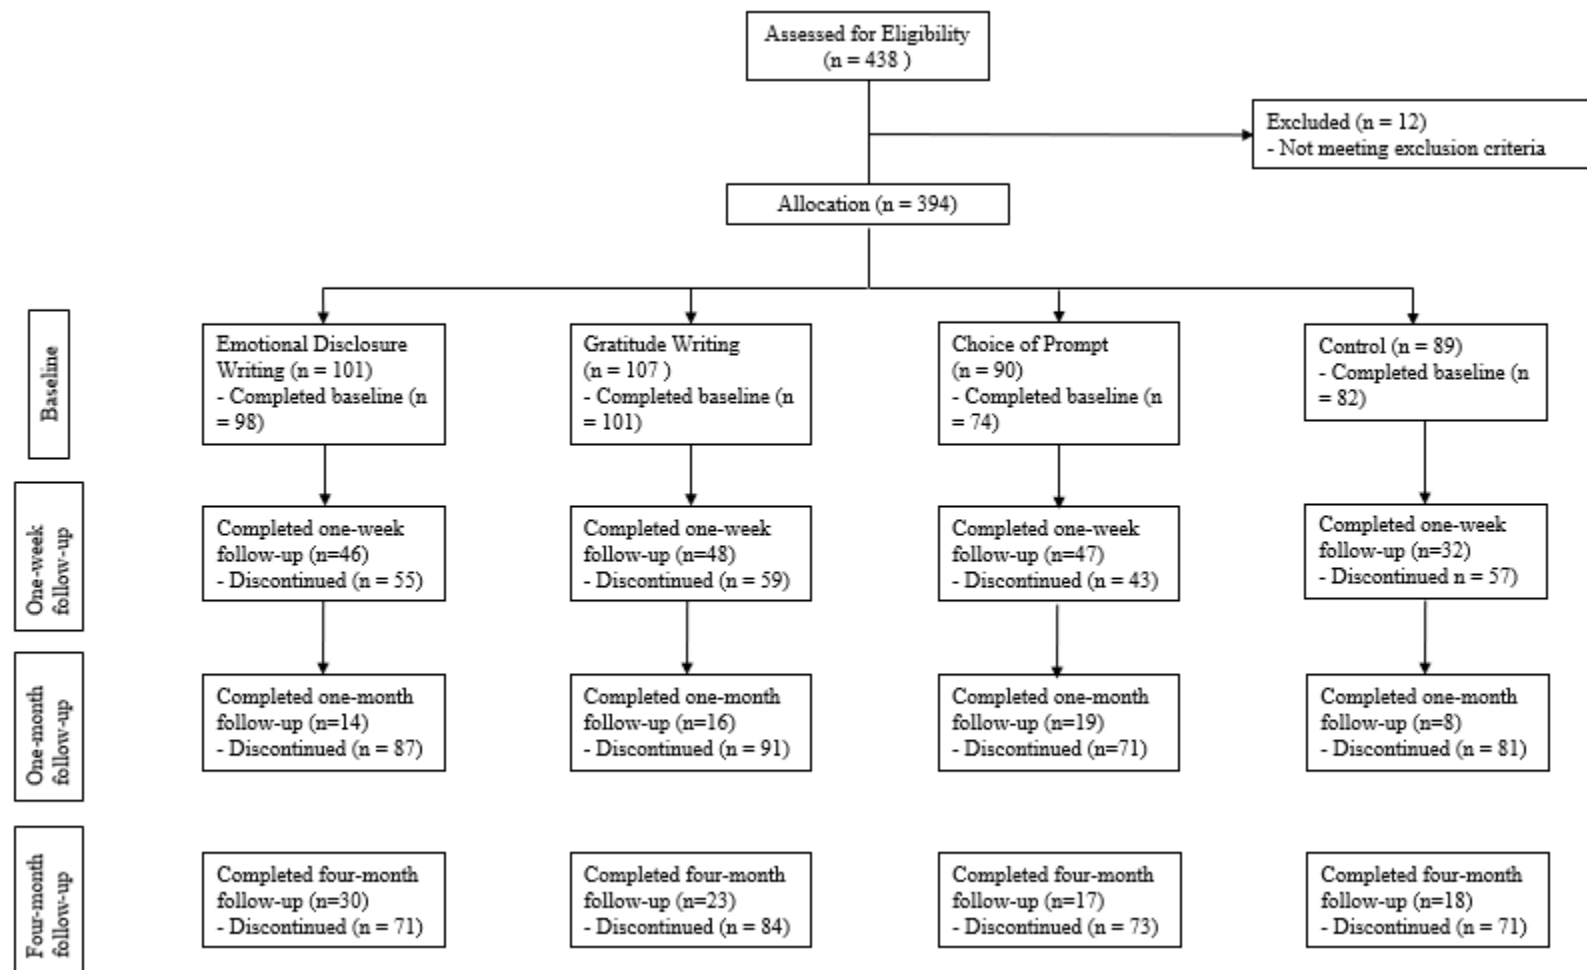 Assessed for Eligibility
(n = 438 )
Excluded (n = 12)
- Not meeting exclusion criteria
Allocation (n = 394)
Baseline
Emotional Disclosure
Writing (n = 101)
- Completed baseline (n
= 98)
Gratitude Writing
(n = 107 )
- Completed baseline (n
= 101)
Choice of Prompt
(n = 90)
- Completed baseline (n
= 74)
Control (n = 89)
- Completed baseline (n
= 82)
One-week
follow-up
Completed one-week
follow-up (n=46)
- Discontinued (n = 55)
Completed one-week
follow-up (n=48)
- Discontinued (n = 59)
Completed one-week
follow-up (n=47)
- Discontinued (n = 43)
Completed one-week
follow-up (n=32)
- Discontinued n = 57)
One-month
follow-up
Completed one-month
follow-up (n=14)
- Discontinued (n = 87)
Completed one-month
follow-up (n=16)
- Discontinued (n = 91)
Completed one-month
follow-up (n=19)
- Discontinued (n=71)
Completed one-month
follow-up (n=8)
- Discontinued (n = 81)
Four-month
follow-up
Completed four-month
follow-up (n=30)
- Discontinued (n = 71)
Completed four-month
follow-up (n=23)
- Discontinued (n = 84)
Completed four-month
follow-up (n=17)
- Discontinued (n = 73)
Completed four-month
follow-up (n=18)
- Discontinued (n = 71)